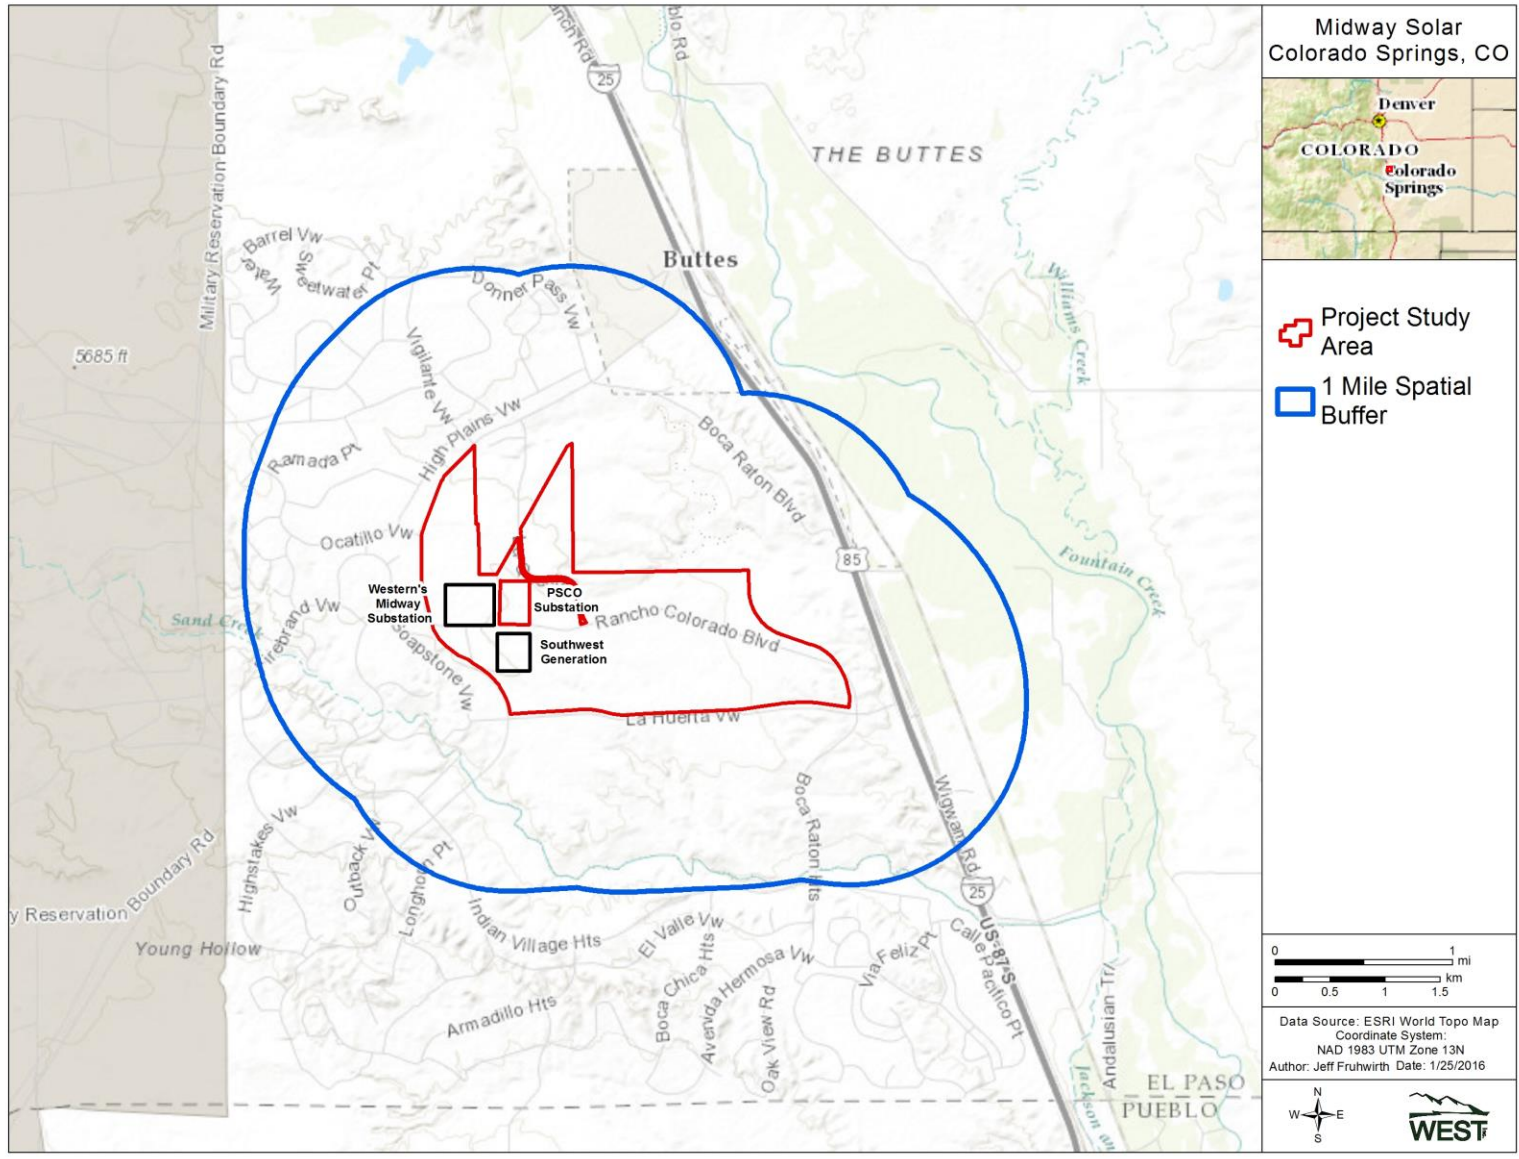 Midway Solar
Colorado Springs, CO
Denver
COLORADO
Colorado
Springs
Project Study
Area
1 Mile Spatial
Buffer
0 1
mi
km
0 0.5 1 1.5
Data Source: ESRI World Topo Map
Coordinate System:
NAD 1983 UTM Zone 13N
Author: Jeff Fruhwirth Date: 1/25/2016
N
W E
S
WEST
25
Military Reservation Boundary Rd
THE BUTTES
Barrel Vw
Water
Sweetwater Pt
Buttes
Donner Pass Vw
Williams Creek
5685 ft
Vigilante Vw
High Plains Vw
Ramada Pt
Boca Raton Blvd
Ocatillo Vw
85
Fountain Creek
Western's
Midway
Substation
PSCO
Substation
Rancho Colorado Blvd
Sand Creek
Firebrand Vw
Soapstone Vw
Southwest
Generation
La Huerta Vw
Boca Raton Hts
Wigwam Rd
Highstakes Vw
Outback Vw
Longhorn Pt
y Reservation Boundary Rd
Young Hollow
25
US-87 S
Indian Village Hts
El Valle Vw
Boca Chica Hts
Avenida Hermosa Vw
Via Feliz Pt
Calle Pacifico Pt
Armadillo Hts
Oak View Rd
Andalusian Trl
EL PASO
PUEBLO
Jackson an